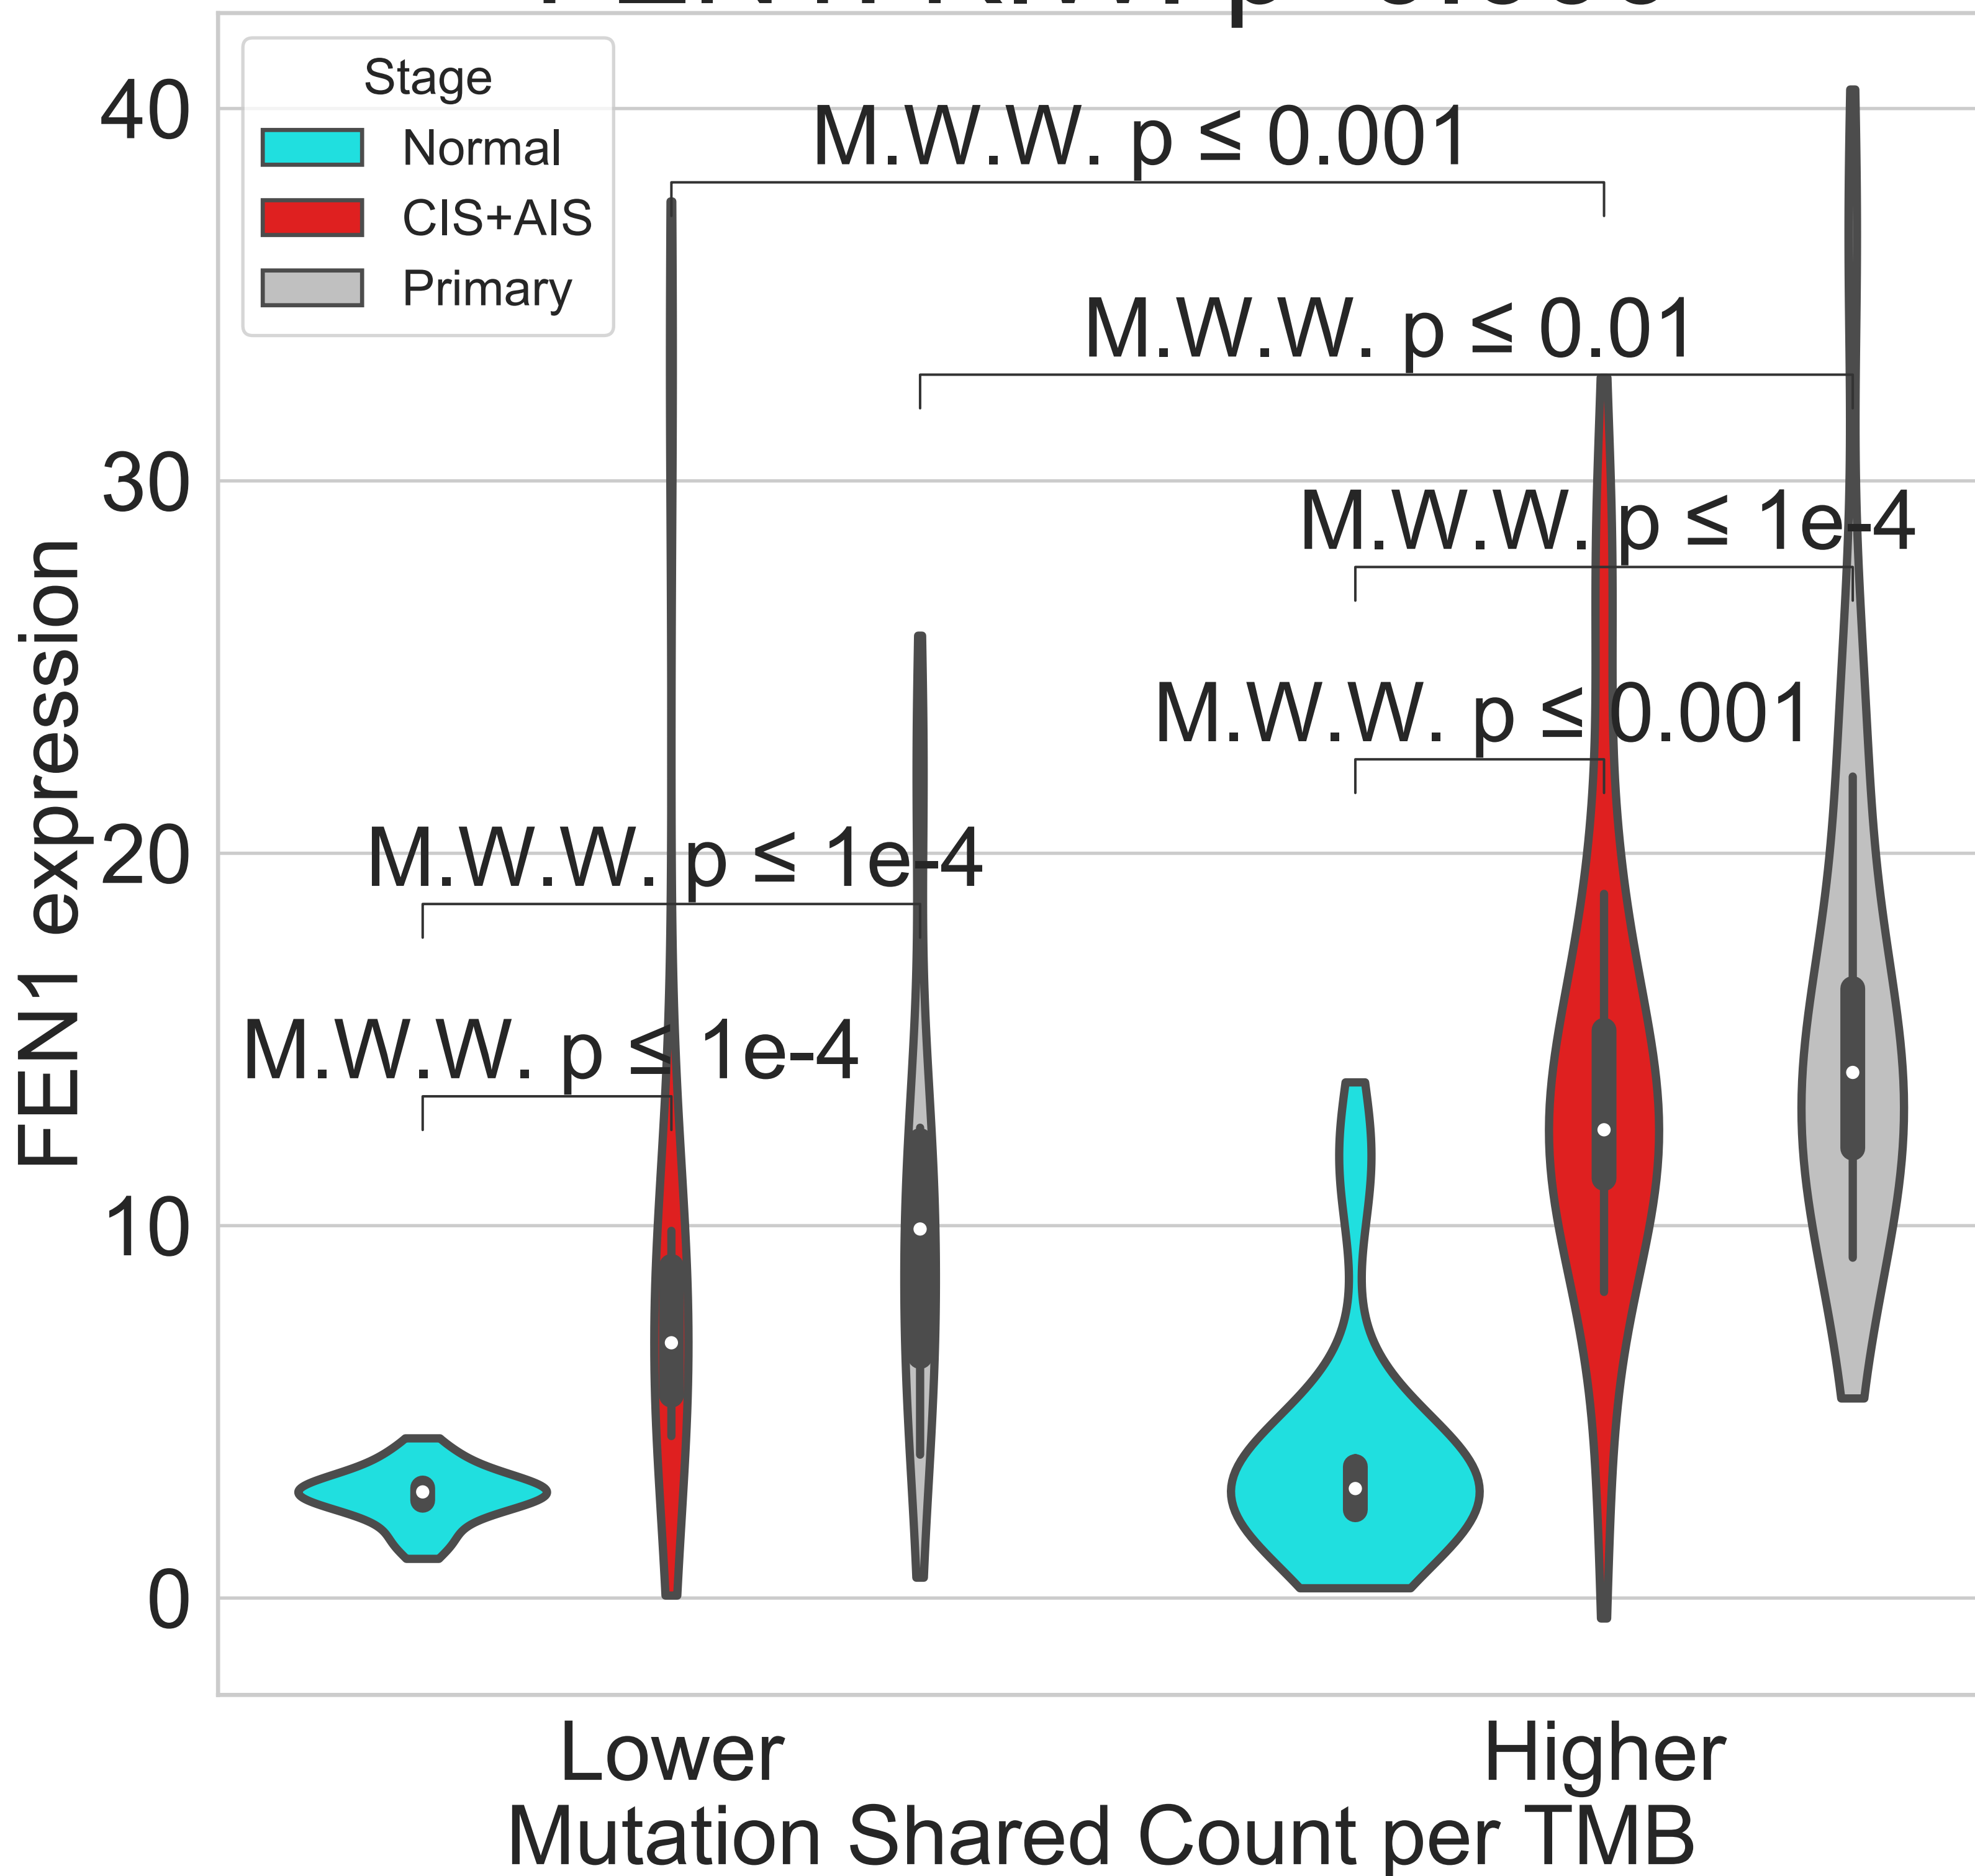 Stage
Normal
CIS+AIS
Primary
M.W.W. p ≤ 0.001
M.W.W. p ≤ 0.01
M.W.W. p ≤ 1e-4
M.W.W. p ≤ 0.001
M.W.W. p ≤ 1e-4
M.W.W. p ≤ 1e-4
40
30
20
10
0
FEN1 expression
Lower
Higher
Mutation Shared Count per TMB